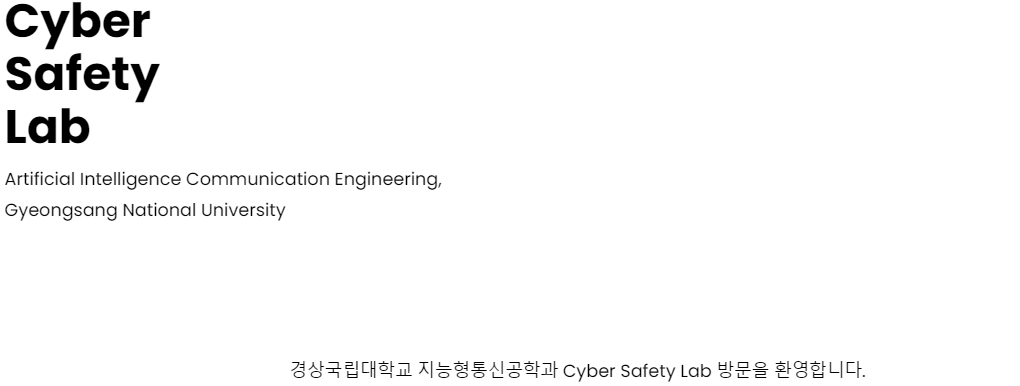 Cyber
Safety
Lab
Artificial Intelligence Communication Engineering,
Gyeongsang National University
경상국립대학교 지능형통신공학과 Cyber Safety Lab 방문을 환영합니다.